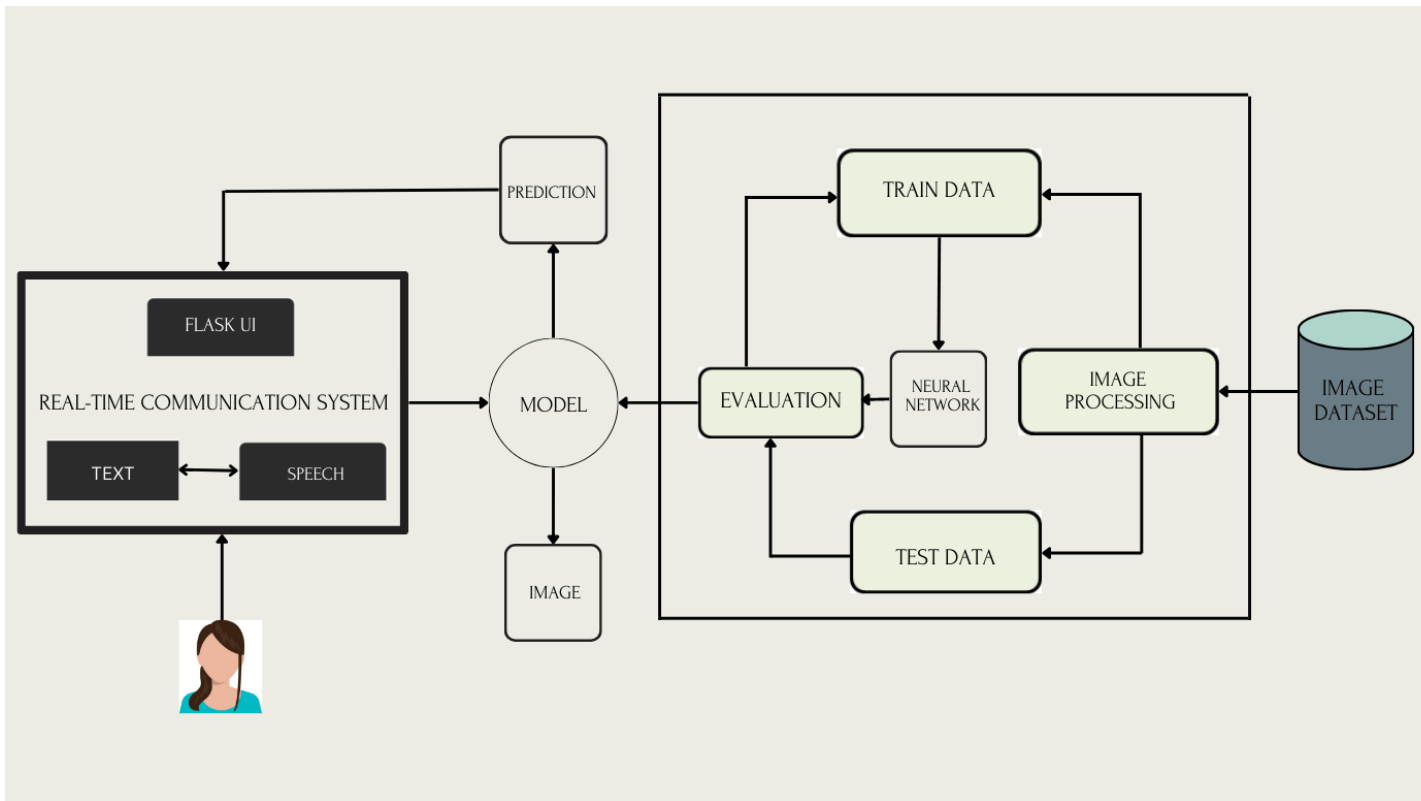 PREDICTION
TRAIN DATA
FLASK UI
REAL-TIME COMMUNICATION SYSTEM
TEXT
SPEECH
MODEL
EVALUATION
NEURAL
NETWORK
IMAGE
PROCESSING
IMAGE
DATASET
TEST DATA
IMAGE